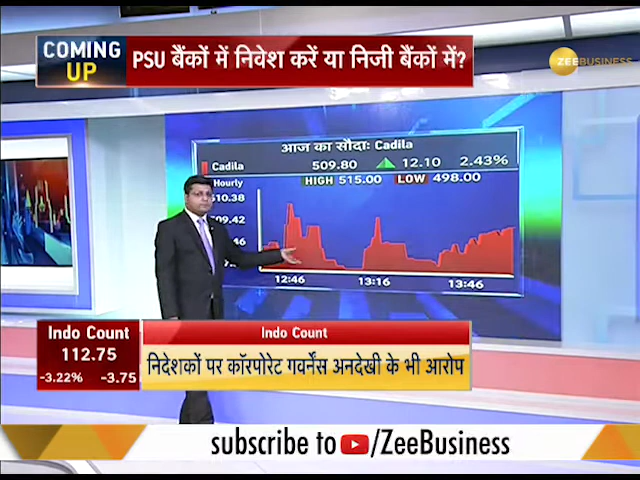 COMING UP
PSU बैंकों में निवेश करें या निजी बैंकों में?
ZEEBUSINESS
आज का सौदाः Cadila
Cadila 509.80 12.10 2.43%
Hourly HIGH 515.00 LOW 498.00
510.38
12:46 13:16 13:46
Indo Count
112.75
-3.22% -3.75
Indo Count
निदेशकों पर कॉरपोरेट गवर्नेंस अनदेखी के भी आरोप
subscribe to /ZeeBusiness